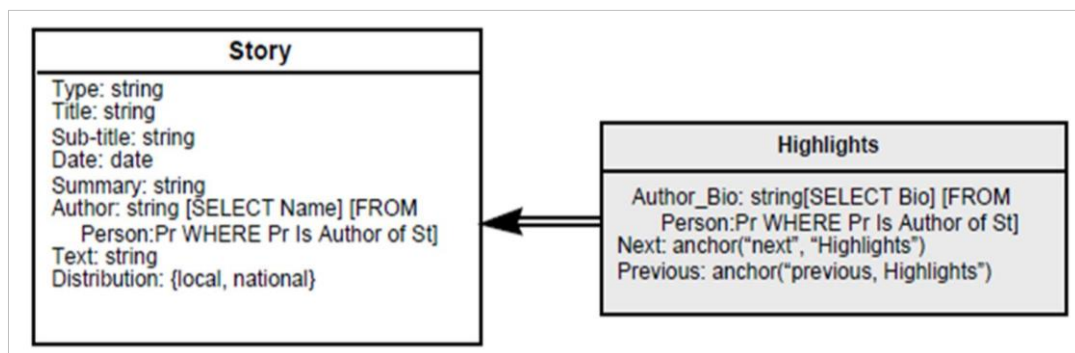 Story
Type: string
Title: string
Sub-title: string
Date: date
Summary: string
Author: string [SELECT Name] [FROM
Person:Pr WHERE Pr Is Author of St]
Text: string
Distribution: {local, national}
Highlights
Author_Bio: string[SELECT Bio] [FROM
Person:Pr WHERE Pr Is Author of St]
Next: anchor(“next”, “Highlights”)
Previous: anchor(“previous, Highlights”)